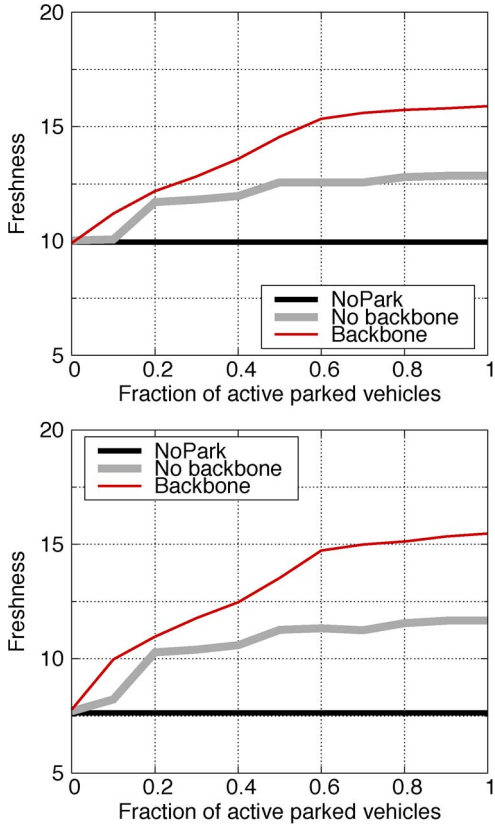 20
15
10
5
Freshness
NoPark
No backbone
Backbone
0 0.2 0.4 0.6 0.8 1
Fraction of active parked vehicles
20
15
10
5
Freshness
NoPark
No backbone
Backbone
0 0.2 0.4 0.6 0.8 1
Fraction of active parked vehicles